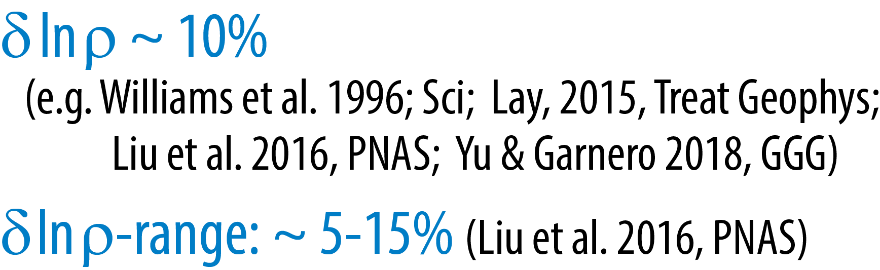 δ ln ρ ~ 10%
(e.g. Williams et al. 1996; Sci; Lay, 2015, Treat Geophys;
Liu et al. 2016, PNAS; Yu & Garnero 2018, GGG)
δ ln ρ-range: ~ 5-15% (Liu et al. 2016, PNAS)